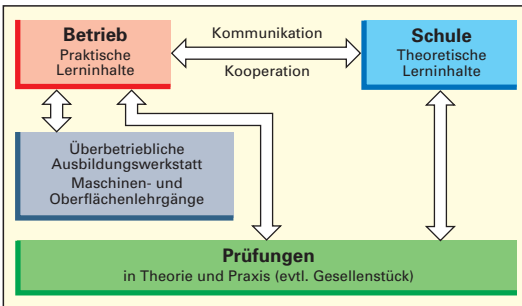 Betrieb
Praktische
Lerninhalte
Kommunikation
Kooperation
Schule
Theoretische
Lerninhalte
Überbetriebliche
Ausbildungswerkstatt
Maschinen- und
Oberflächenlehrgänge
Prüfungen
in Theorie und Praxis (evtl. Gesellenstück)